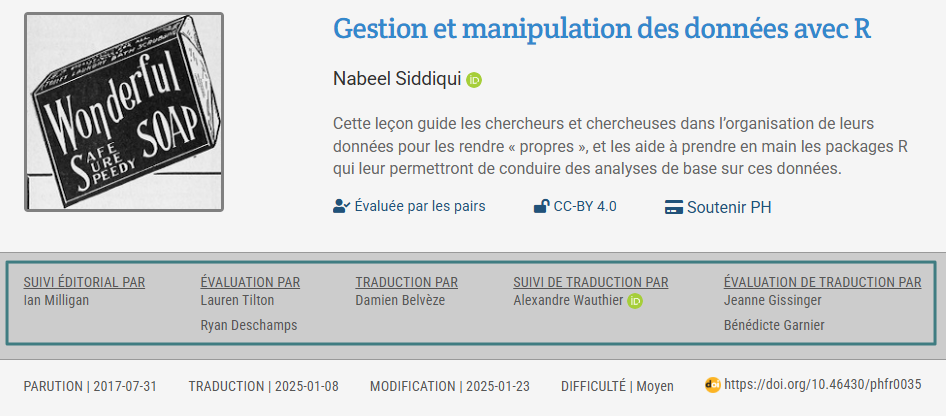 Gestion et manipulation des données avec R
Nabeel Siddiqui iD
Cette leçon guide les chercheurs et chercheuses dans l'organisation de leurs
données pour les rendre « propres », et les aide à prendre en main les packages R
qui leur permettront de conduire des analyses de base sur ces données.
Évaluée par les pairs CC-BY 4.0 Soutenir PH
Wonderful
SAFE
SURE
SPEEDY
SOAP
SUIVI ÉDITORIAL PAR
Ian Milligan
ÉVALUATION PAR
Lauren Tilton
Ryan Deschamps
TRADUCTION PAR
Damien Belvèze
SUIVI DE TRADUCTION PAR
Alexandre Wauthier iD
ÉVALUATION DE TRADUCTION PAR
Jeanne Gissinger
Bénédicte Garnier
PARUTION | 2017-07-31 TRADUCTION | 2025-01-08 MODIFICATION | 2025-01-23 DIFFICULTÉ | Moyen doi https://doi.org/10.46430/phfr0035